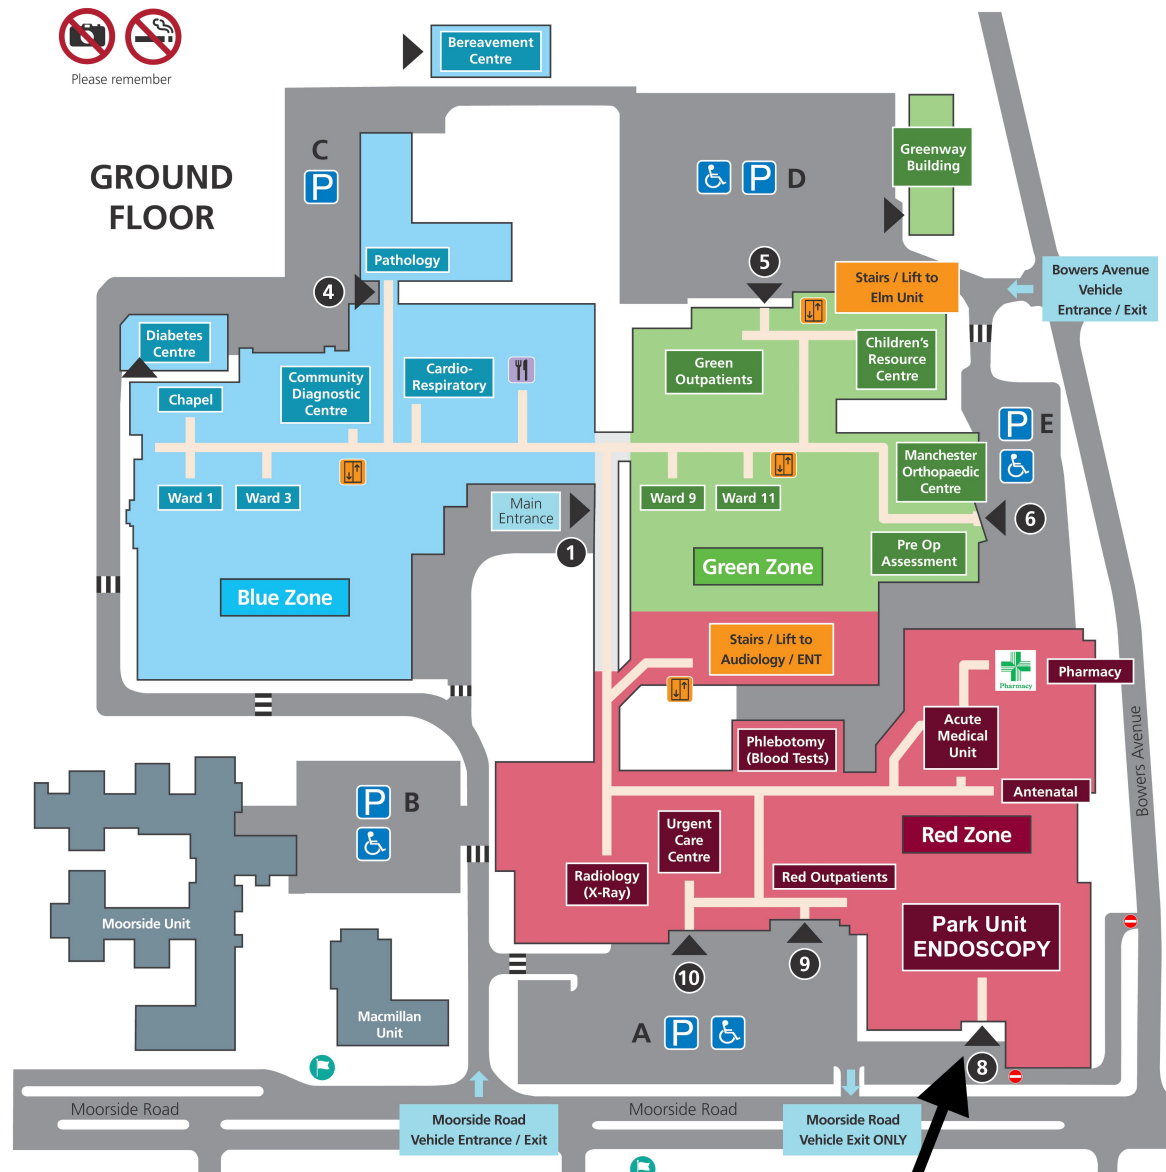 Please remember
GROUND
FLOOR
Bereavement
Centre
C
P
P
D
Greenway
Building
Pathology
4
5
Stairs / Lift to
Elm Unit
Bowers Avenue
Vehicle
Entrance / Exit
Diabetes
Centre
Chapel
Community
Diagnostic
Centre
Cardio-
Respiratory
Green
Outpatients
Children's
Resource
Centre
P
E
Manchester
Orthopaedic
Centre
Ward 1
Ward 3
Main
Entrance
1
Ward 9
Ward 11
6
Pre Op
Assessment
Blue Zone
Green Zone
Stairs / Lift to
Audiology / ENT
Pharmacy
Pharmacy
Phlebotomy
(Blood Tests)
Acute
Medical
Unit
Antenatal
Bowers Avenue
P
B
Urgent
Care
Centre
Red Zone
Radiology
(X-Ray)
Red Outpatients
Moorside Unit
Park Unit
ENDOSCOPY
10
9
Macmillan
Unit
A
P
8
Moorside Road
Moorside Road
Vehicle Entrance / Exit
Moorside Road
Moorside Road
Vehicle Exit ONLY